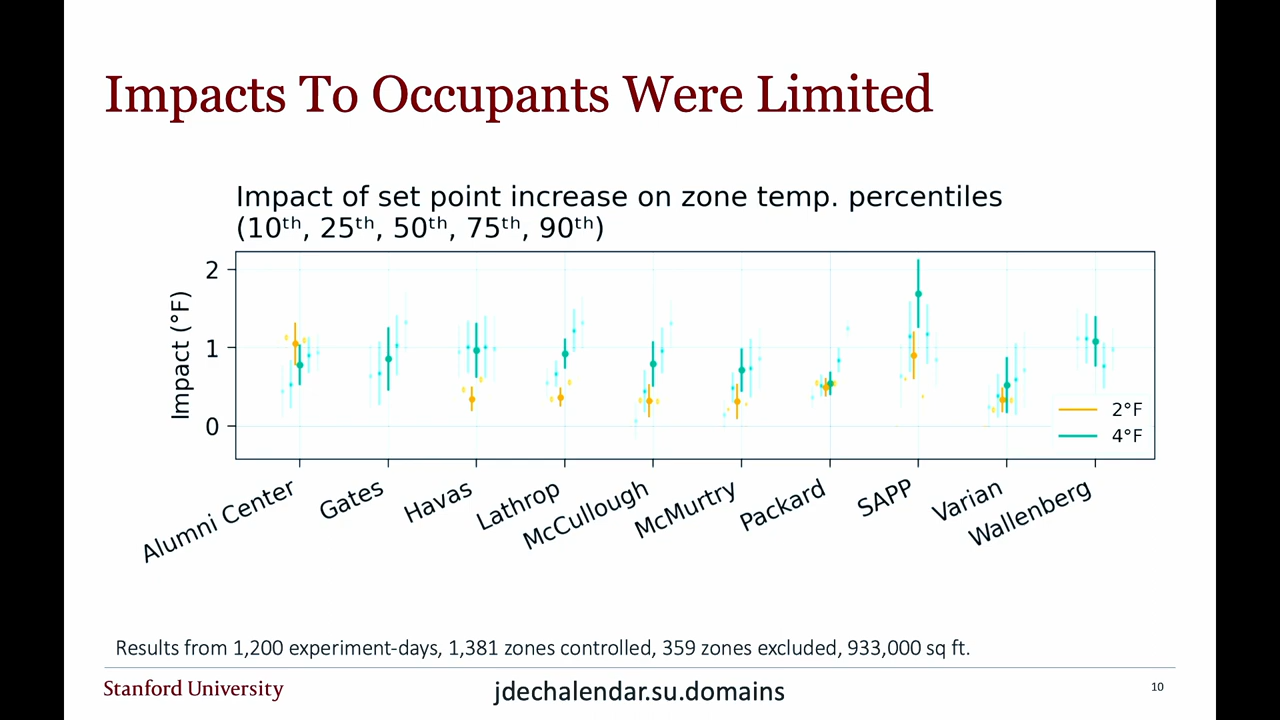 Impacts To Occupants Were Limited
Impact of set point increase on zone temp. percentiles
(10ᵗʰ, 25ᵗʰ, 50ᵗʰ, 75ᵗʰ, 90ᵗʰ)
Impact (°F)
2
1
0
2°F
4°F
Alumni Center
Gates
Havas
Lathrop
McCullough
McMurtry
Packard
SAPP
Varian
Wallenberg
Results from 1,200 experiment-days, 1,381 zones controlled, 359 zones excluded, 933,000 sq ft.
Stanford University
jdechalendar.su.domains
10